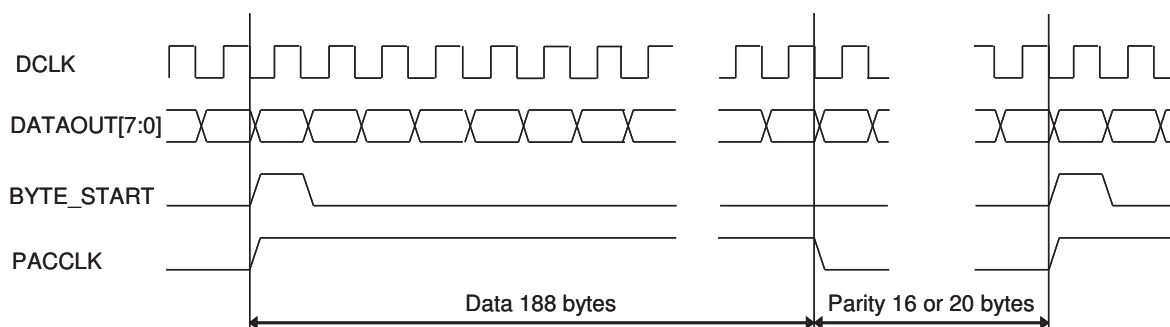 DCLK
DATAOUT[7:0]
BYTE_START
PACCLK
Data 188 bytes
Parity 16 or 20 bytes